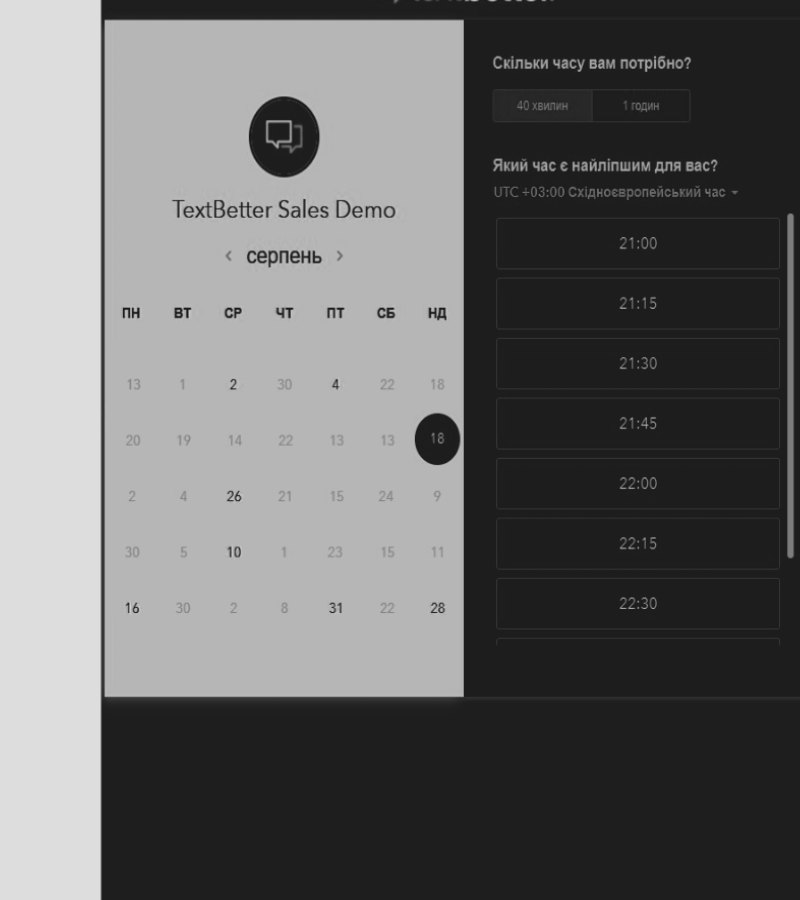 TextBetter Sales Demo
‹ серпень ›
ПН ВТ СР ЧТ ПТ СБ НД
13 1 2 30 4 22 18
20 19 14 22 13 13 18
2 4 26 21 15 24 9
30 5 10 1 23 15 11
16 30 2 8 31 22 28
Скільки часу вам потрібно?
40 хвилин 1 годин
Який час є найліпшим для вас?
UTC +03:00 Східноєвропейський час
21:00
21:15
21:30
21:45
22:00
22:15
22:30